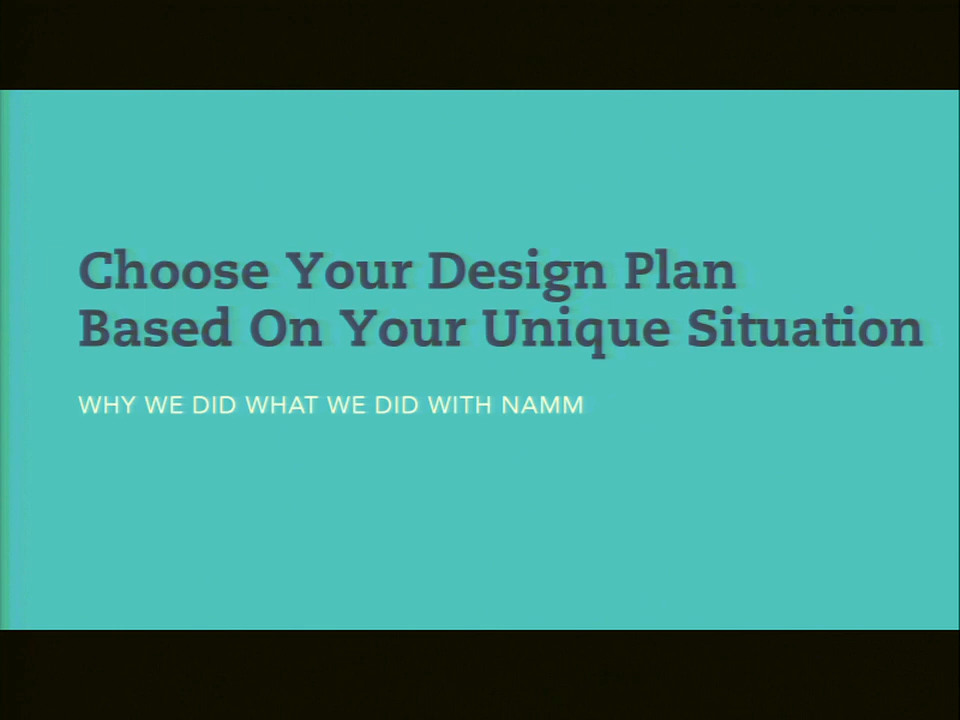 Choose Your Design Plan
Based On Your Unique Situation
WHY WE DID WHAT WE DID WITH NAMM